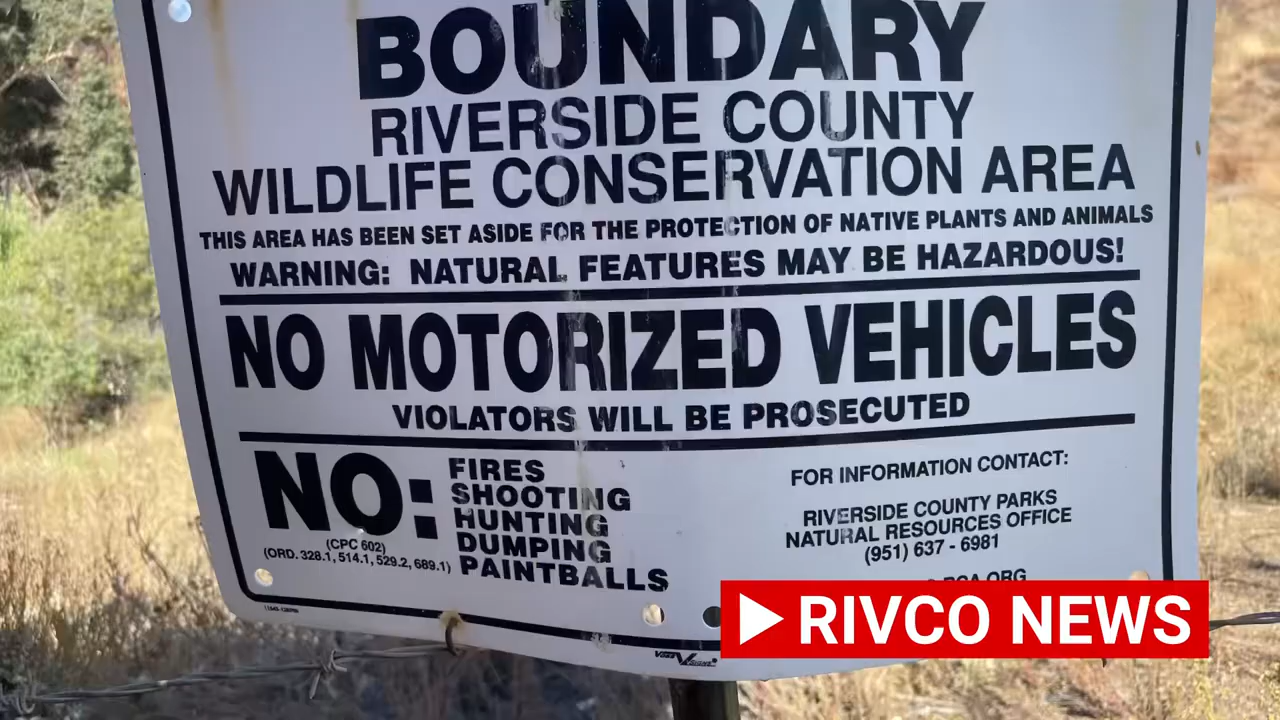 BOUNDARY
RIVERSIDE COUNTY
WILDLIFE CONSERVATION AREA
THIS AREA HAS BEEN SET ASIDE FOR THE PROTECTION OF NATIVE PLANTS AND ANIMALS
WARNING: NATURAL FEATURES MAY BE HAZARDOUS!
NO MOTORIZED VEHICLES
VIOLATORS WILL BE PROSECUTED
NO:
FIRES
SHOOTING
HUNTING
DUMPING
PAINTBALLS
(CPC 602)
(ORD. 328.1, 514.1, 529.2, 689.1)
FOR INFORMATION CONTACT:
RIVERSIDE COUNTY PARKS
NATURAL RESOURCES OFFICE
(951) 637 - 6981
RIVCO NEWS